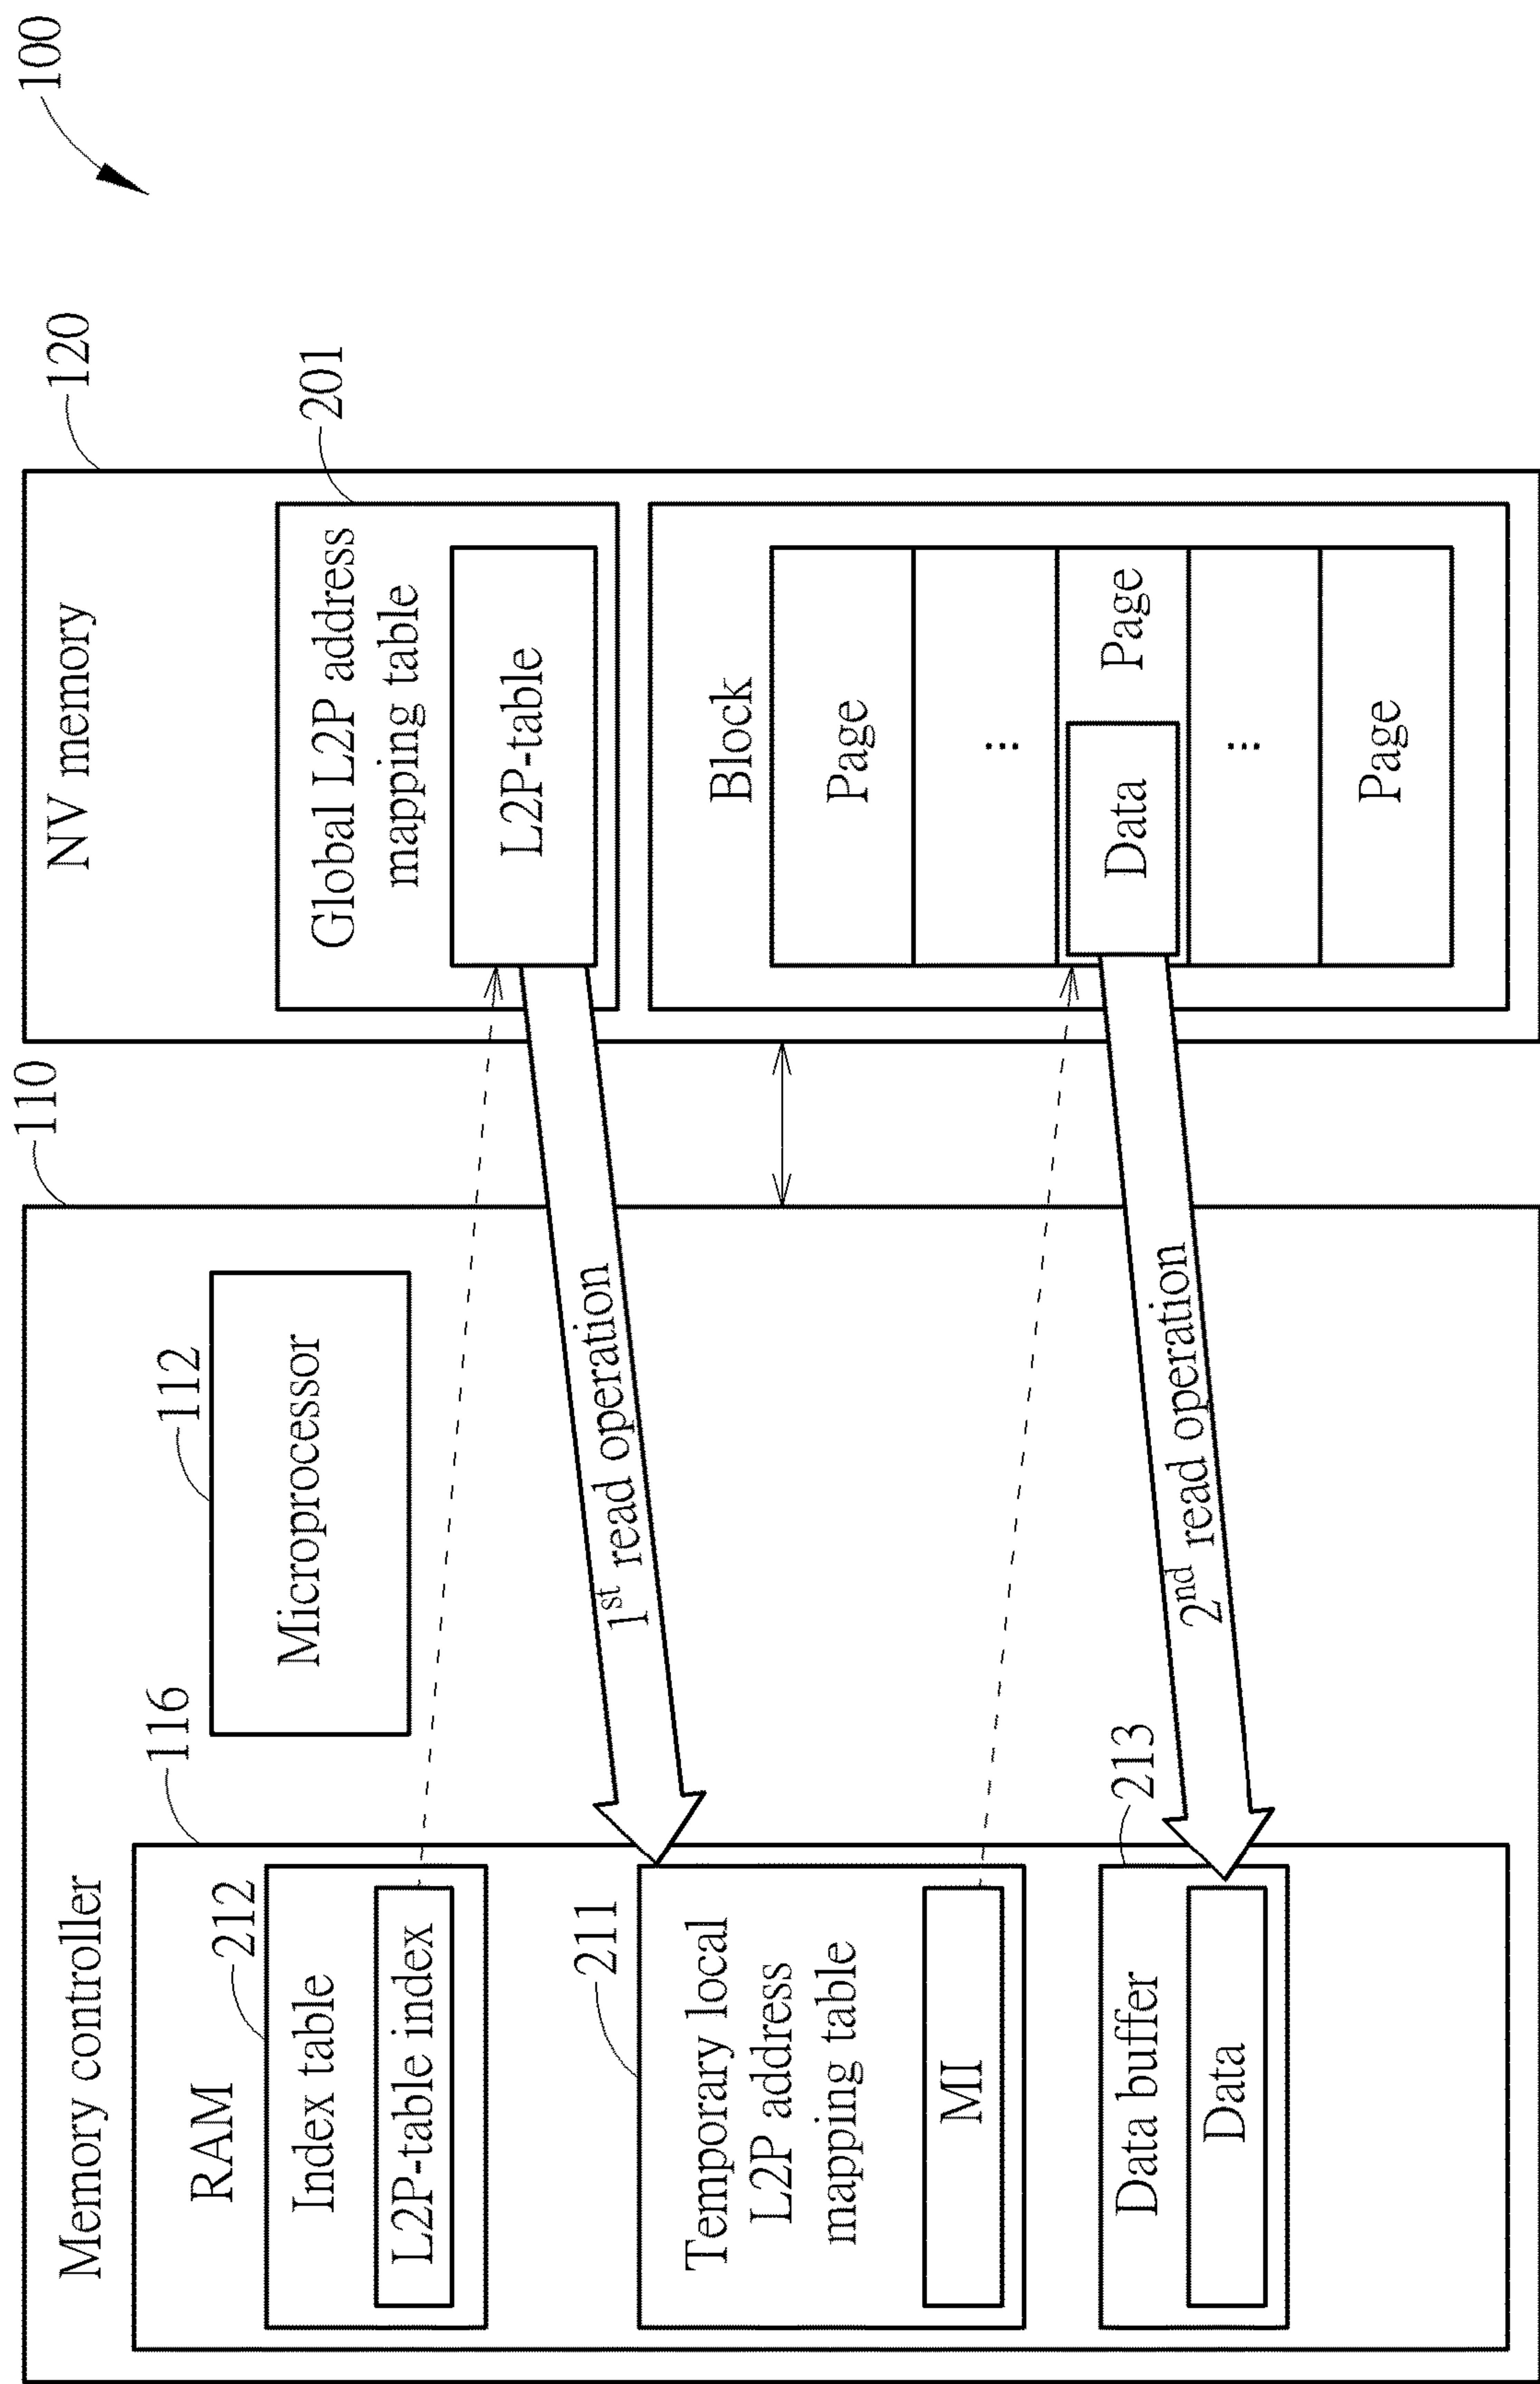 100
110
120
Memory controller
NV memory
116
112
RAM
Microprocessor
212
Index table
L2P-table index
201
Global L2P address
mapping table
L2P-table
1st read operation
211
Temporary local
L2P address
mapping table
MI
Block
Page
⋮
Data
Page
⋮
Page
2nd read operation
213
Data buffer
Data